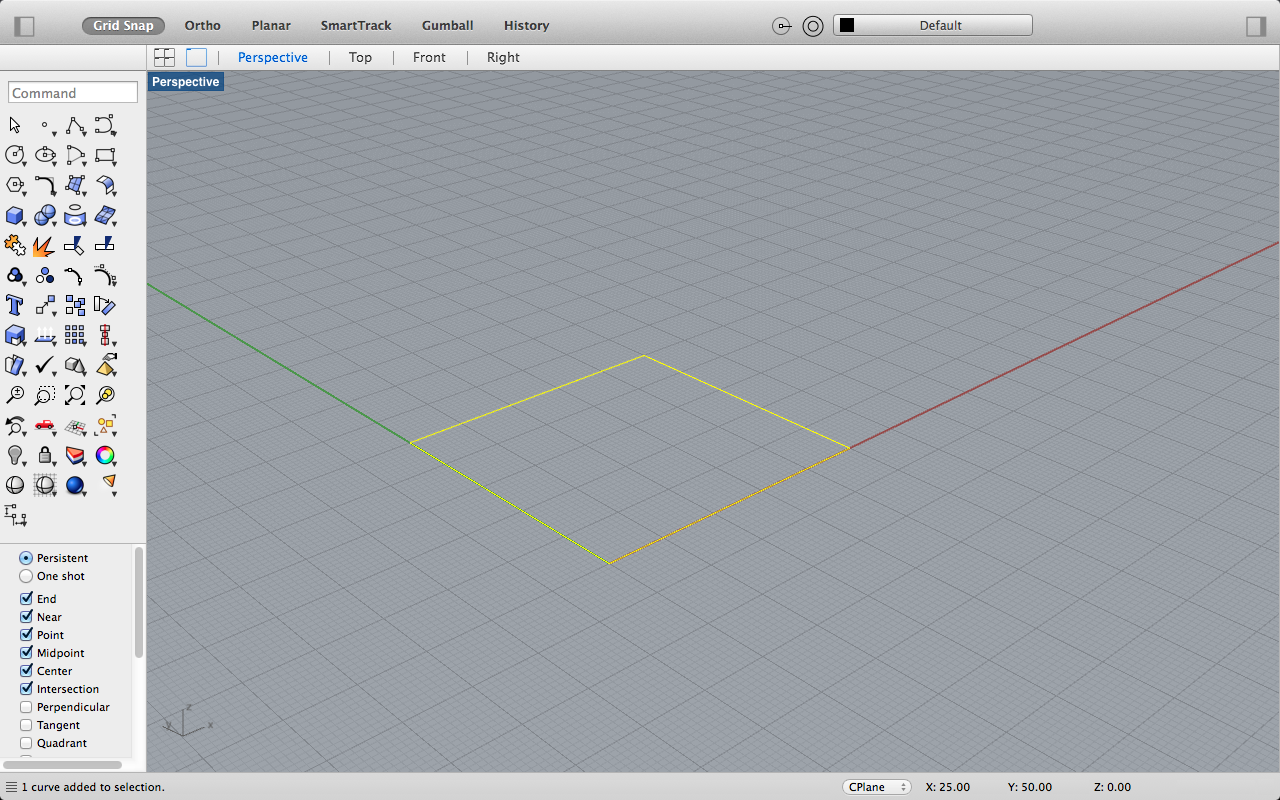 Grid Snap Ortho Planar SmartTrack Gumball History Default
Perspective Top Front Right
Perspective
Command
Persistent
One shot
End
Near
Point
Midpoint
Center
Intersection
Perpendicular
Tangent
Quadrant
z
y x
1 curve added to selection. CPlane X: 25.00 Y: 50.00 Z: 0.00